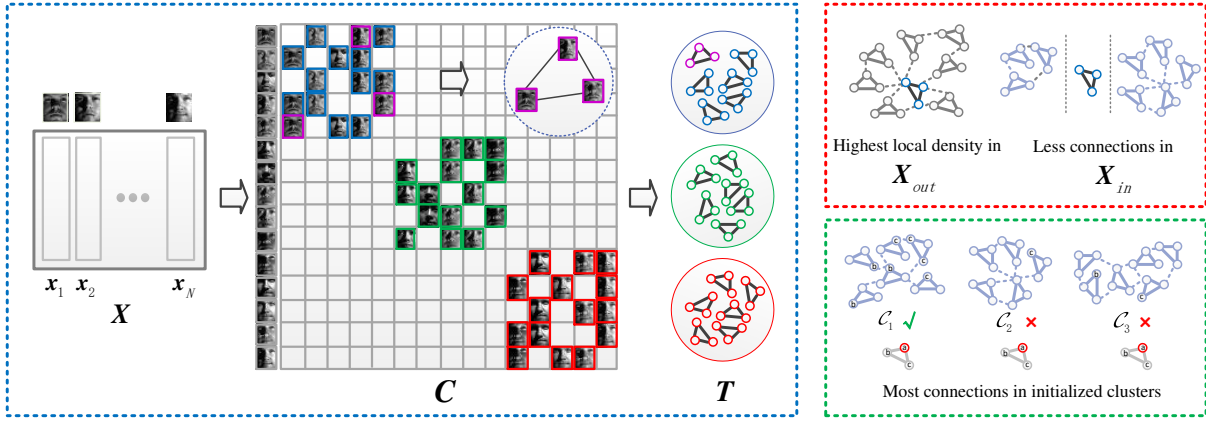 x1 x2 xN
X
C
T
Highest local density in
Xout
Less connections in
Xin
c c c c
b b c
b c
C1 ✓ C2 × C3 ×
a a a
b b b
c c c
Most connections in initialized clusters